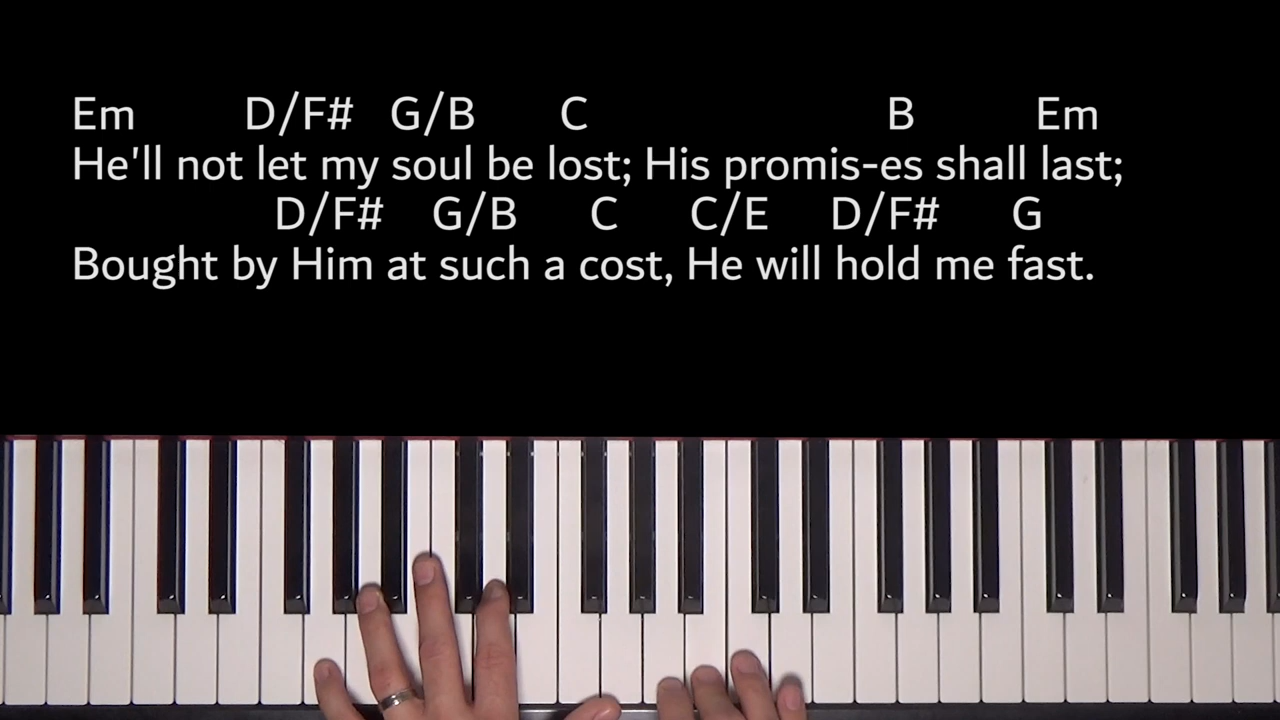 Em D/F# G/B C B Em
He'll not let my soul be lost; His promis-es shall last;
D/F# G/B C C/E D/F# G
Bought by Him at such a cost, He will hold me fast.